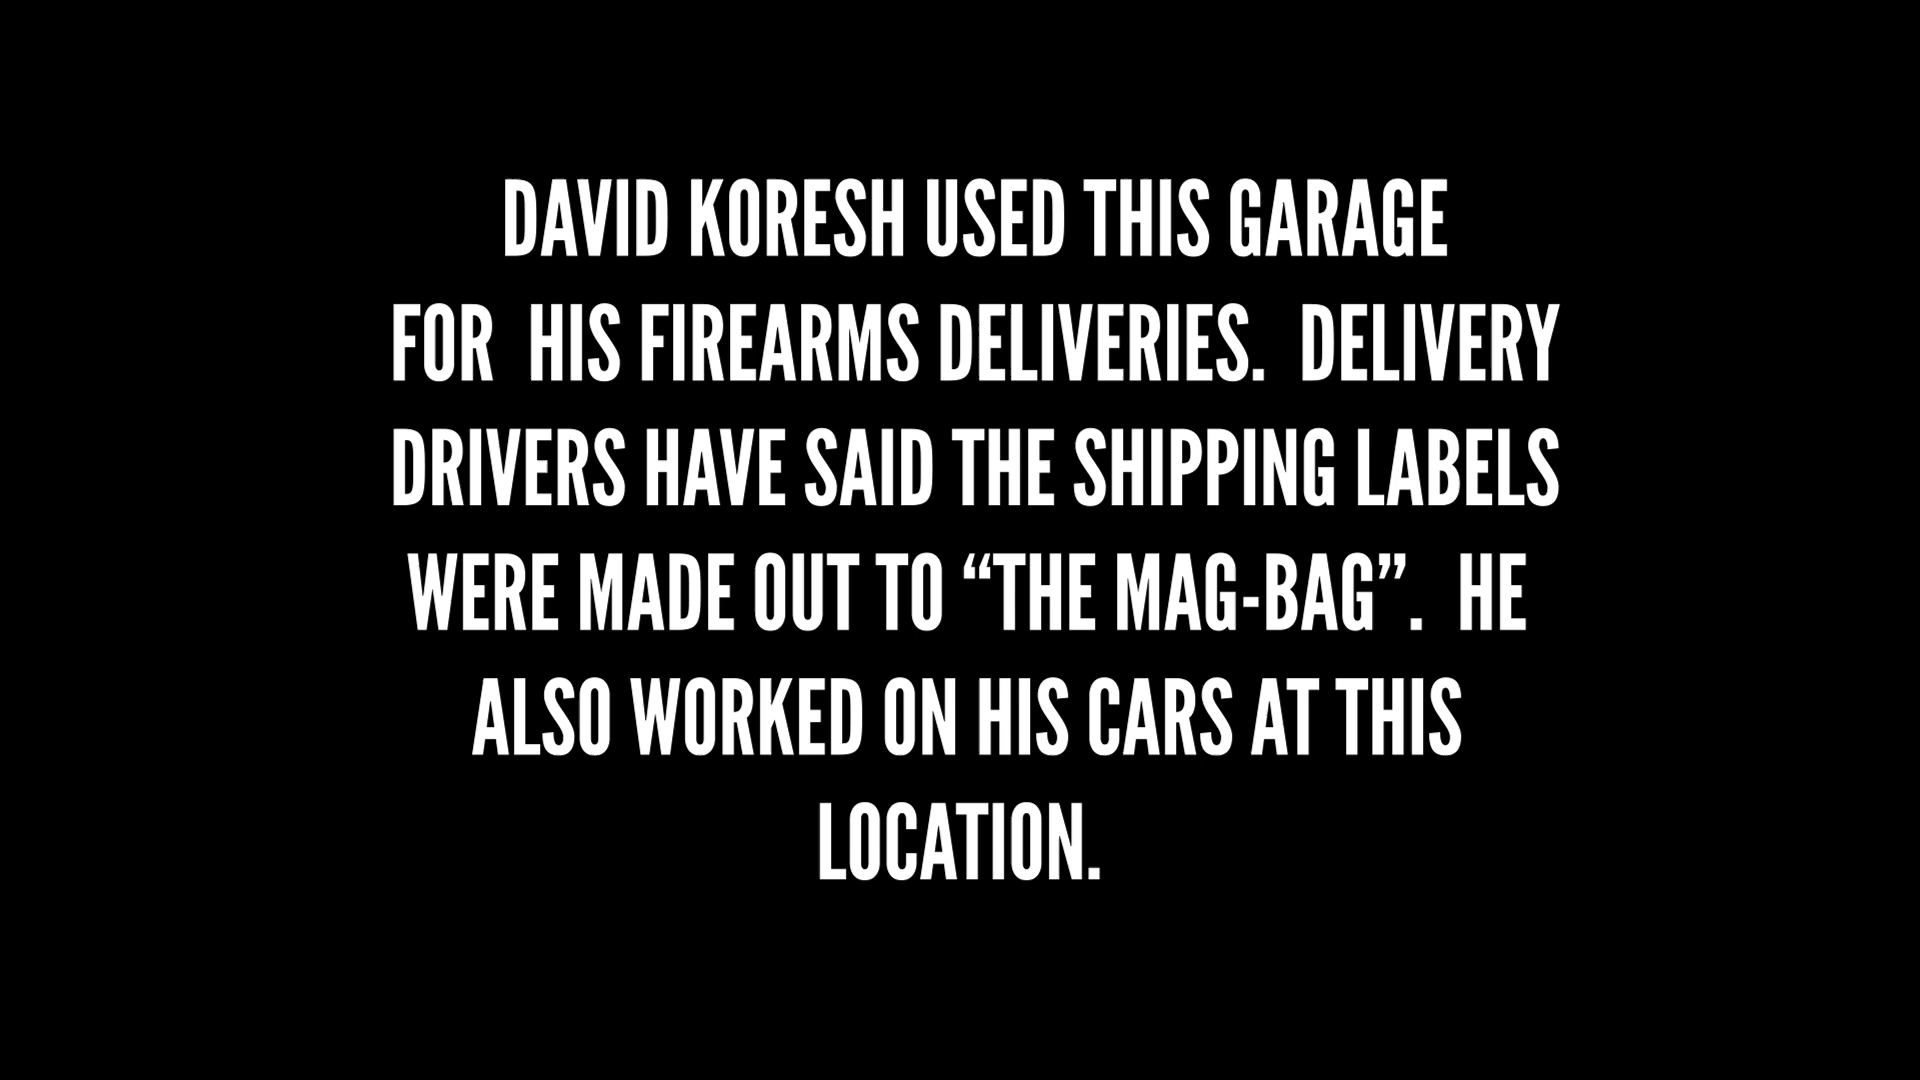 DAVID KORESH USED THIS GARAGE
FOR  HIS FIREARMS DELIVERIES.  DELIVERY
DRIVERS HAVE SAID THE SHIPPING LABELS
WERE MADE OUT TO “THE MAG-BAG”.  HE
ALSO WORKED ON HIS CARS AT THIS
LOCATION.